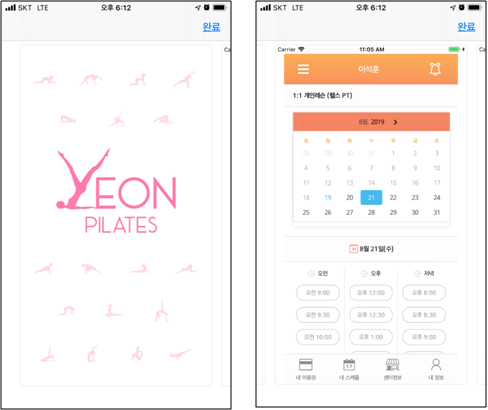 SKT LTE
오후 6:12
완료
YEON
PILATES
SKT LTE
오후 6:12
완료
Carrier
11:05 AM
이석훈
1:1 개인레슨 (헬스 PT)
8월, 2019
일 월 화 수 목 금 토
28 29 30 31 1 2 3
4 5 6 7 8 9 10
11 12 13 14 15 16 17
18 19 20 21 22 23 24
25 26 27 28 29 30 31
8월 21일(수)
오전 오후 저녁
오전 9:00 오후 12:00 오후 8:00
오전 9:30 오후 12:30 오후 8:30
오전 10:00 오후 1:00 오후 9:00
내 이용권 내 스케쥴 센터정보 내 정보